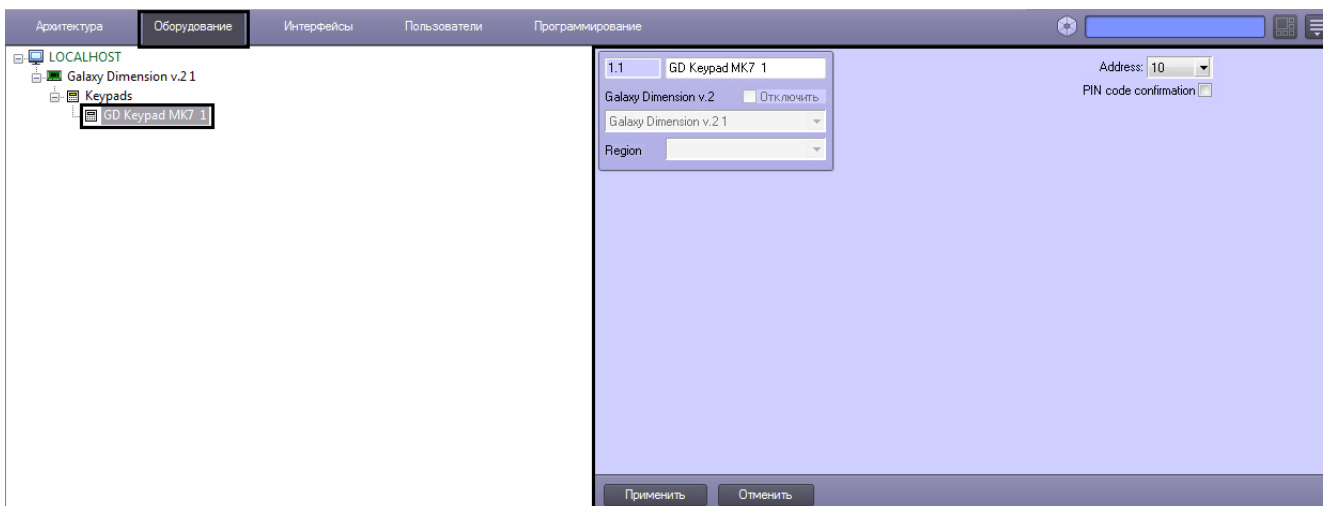 Архитектура Оборудование Интерфейсы Пользователи Программирование
LOCALHOST
Galaxy Dimension v.2 1
Keypads
GD Keypad MK7 1
1.1 GD Keypad MK7 1
Galaxy Dimension v.2 Отключить
Galaxy Dimension v.2 1
Region
Address: 10
PIN code confirmation
Применить Отменить